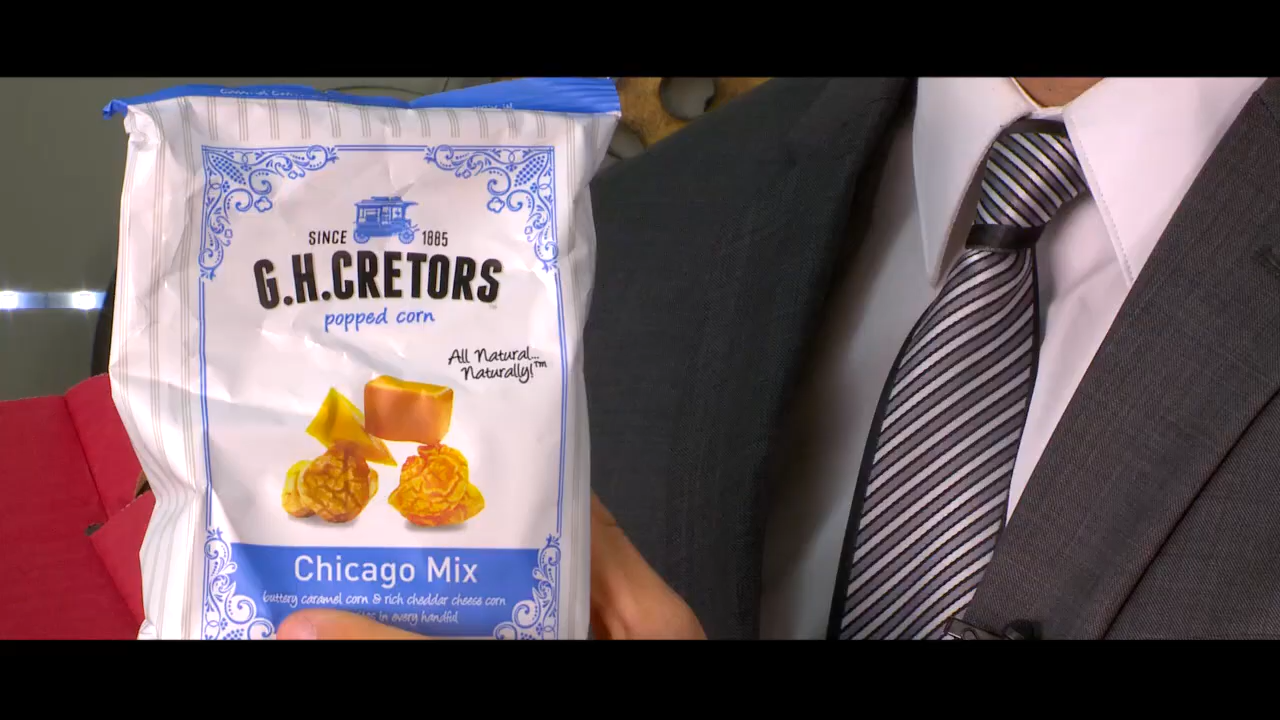 SINCE 1885
G.H.CRETORS
popped corn
All Natural...
Naturally!™
Chicago Mix
buttery caramel corn & rich cheddar cheese corn
in every handful